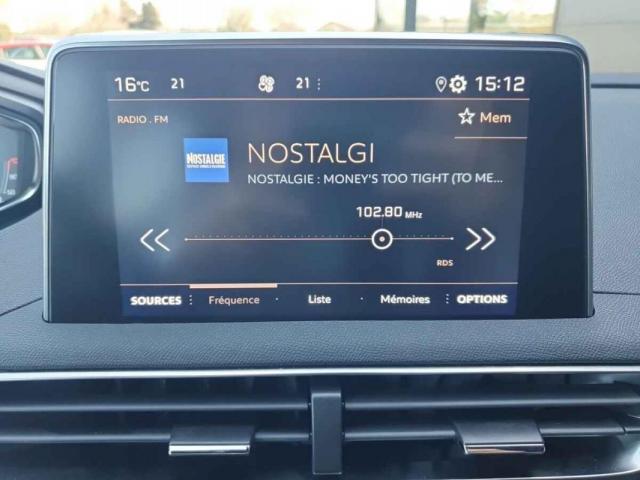 16°C 21 21 15:12
RADIO . FM
Mem
NOSTALGIE
NOSTALGI
NOSTALGIE : MONEY'S TOO TIGHT (TO ME...
102.80 MHz
RDS
SOURCES Fréquence Liste Mémoires OPTIONS